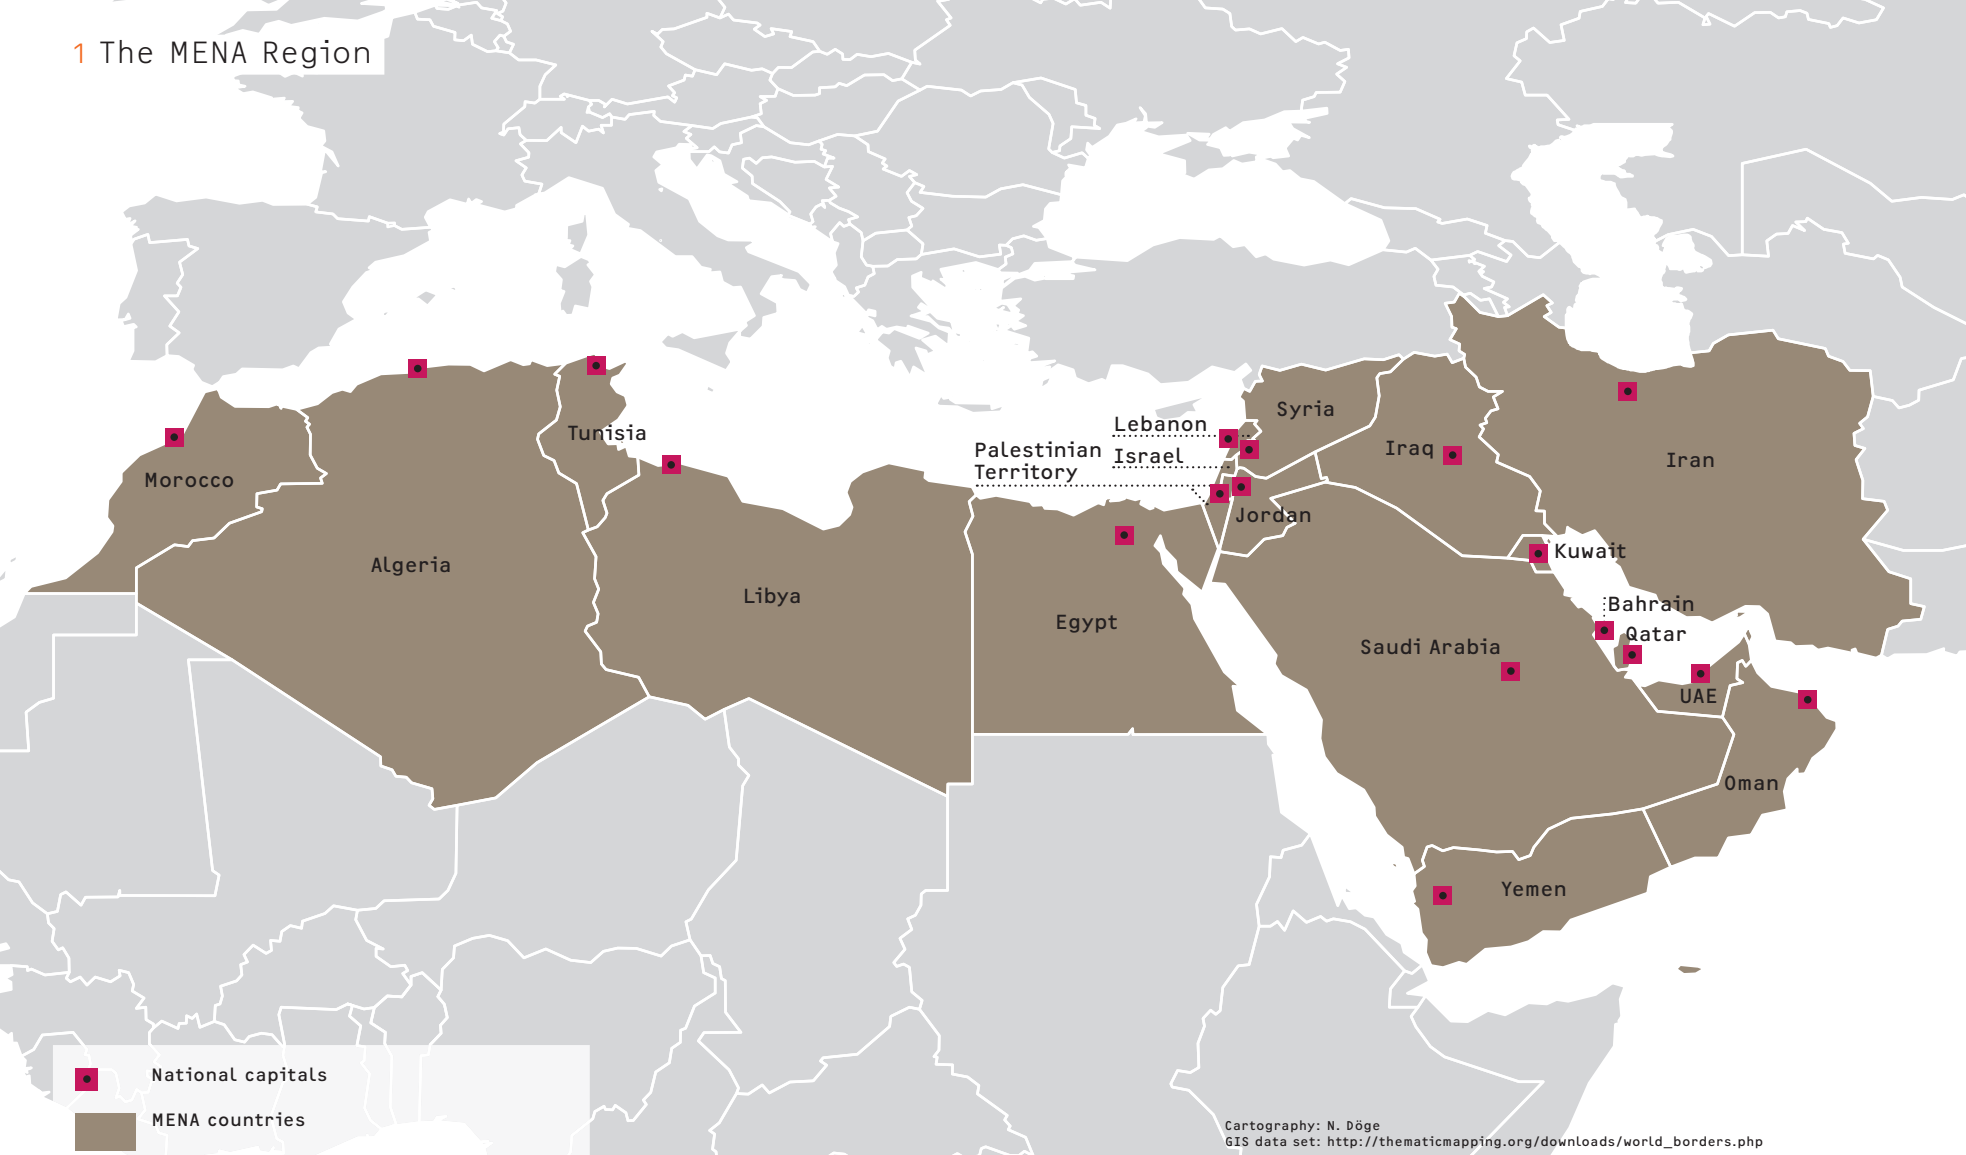 1 The MENA Region
Lebanon
Syria
Palestinian
Territory
Israel
Tunisia
Iraq
Iran
Morocco
Jordan
Kuwait
Algeria
Libya
Bahrain
Egypt
Qatar
Saudi Arabia
UAE
Oman
Yemen
National capitals
MENA countries
Cartography: N. Döge
GIS data set: http://thematicmapping.org/downloads/world_borders.php